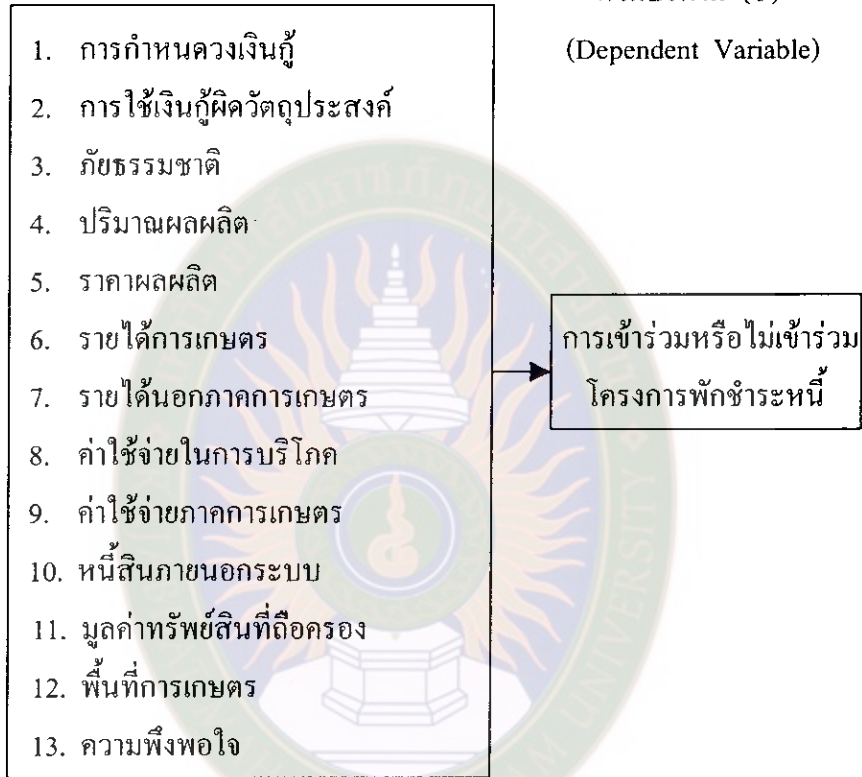 (Dependent Variable)
1. การกำหนดวงเงินกู้
2. การใช้เงินกู้ผิดวัตถุประสงค์
3. ภัยธรรมชาติ
4. ปริมาณผลผลิต
5. ราคาผลผลิต
6. รายได้การเกษตร
7. รายได้นอกภาคการเกษตร
8. ค่าใช้จ่ายในการบริโภค
9. ค่าใช้จ่ายภาคการเกษตร
10. หนี้สินภายนอกระบบ
11. มูลค่าทรัพย์สินที่ถือครอง
12. พื้นที่การเกษตร
13. ความพึงพอใจ
การเข้าร่วมหรือไม่เข้าร่วม
โครงการพักชำระหนี้